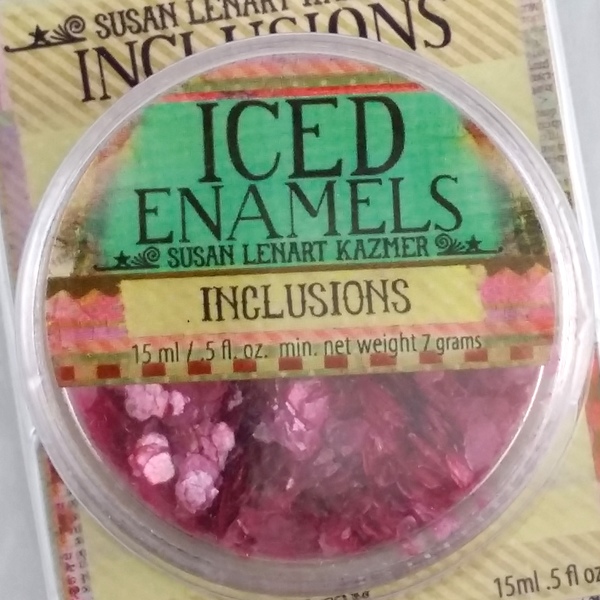 SUSAN LENART
INCLUSIONS
ICED
ENAMELS
SUSAN LENART KAZMER
INCLUSIONS
15 ml / .5 fl. oz. min. net weight 7 grams
15ml .5 fl oz